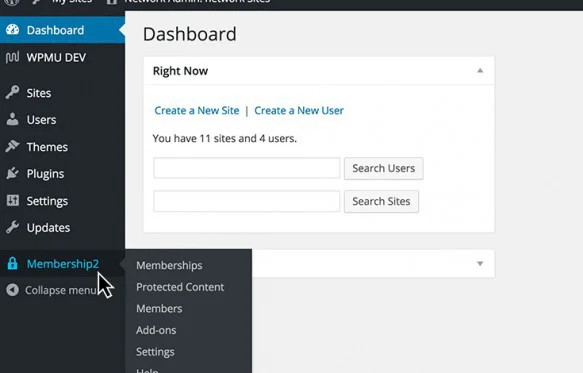 My Sites Network Admin: network Sites
Dashboard
WPMU DEV
Sites
Users
Themes
Plugins
Settings
Updates
Membership2
Collapse menu
Dashboard
Right Now
Create a New Site | Create a New User
You have 11 sites and 4 users.
Search Users
Search Sites
Memberships
Protected Content
Members
Add-ons
Settings
Help